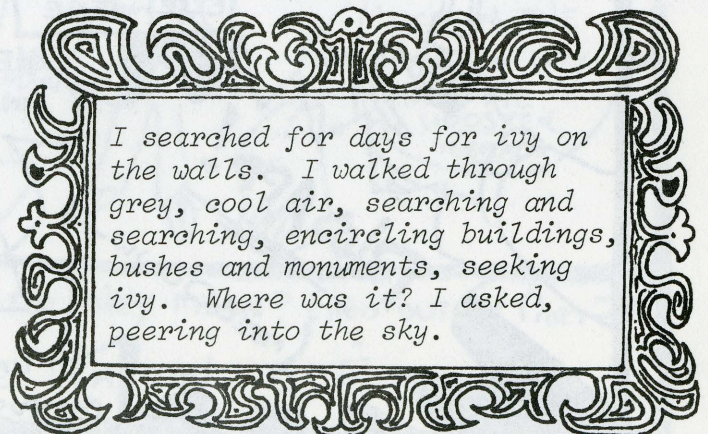 I searched for days for ivy on
the walls.  I walked through
grey, cool air, searching and
searching, encircling buildings,
bushes and monuments, seeking
ivy.  Where was it? I asked,
peering into the sky.